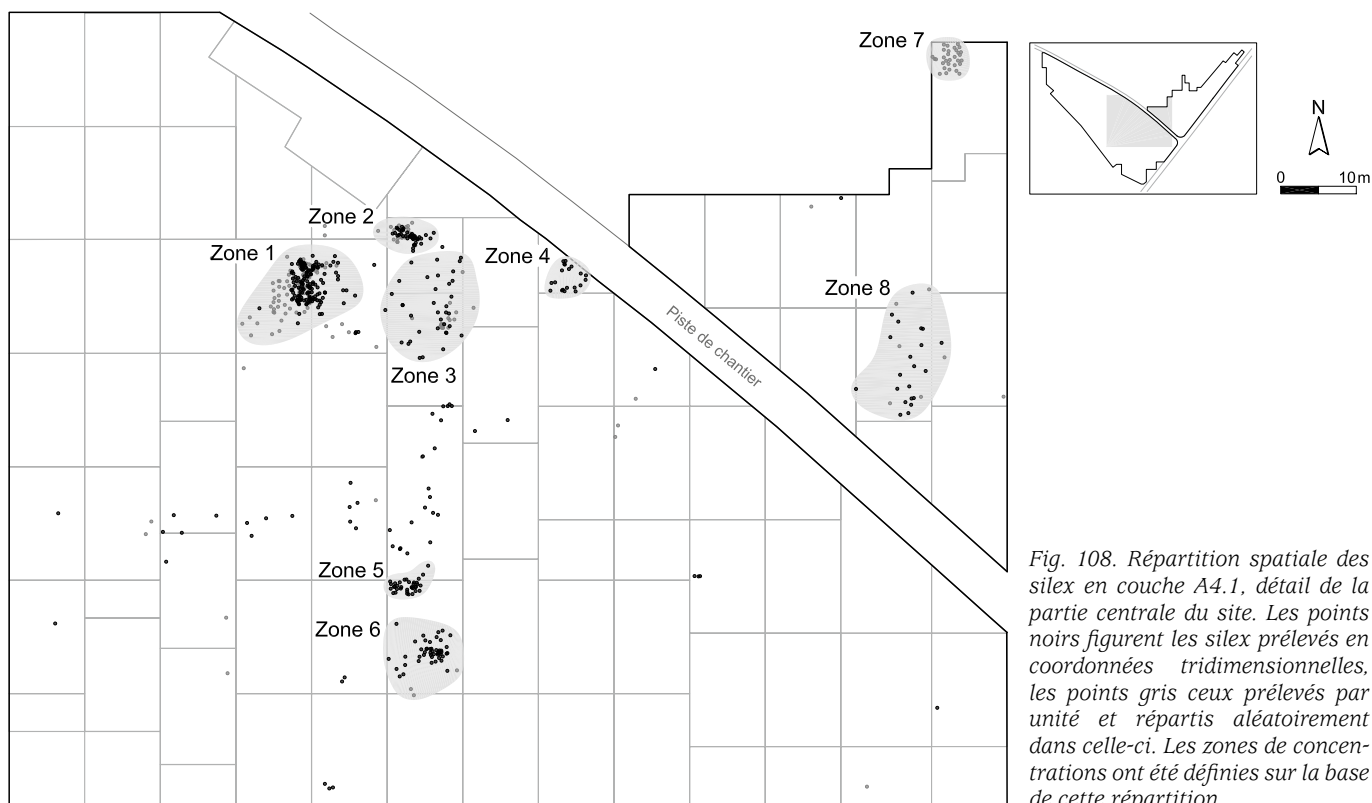 Zone 7
N
0 10m
Zone 2
Zone 1
Zone 4
Zone 8
Piste de chantier
Zone 3
Zone 5
Zone 6
Fig. 108. Répartition spatiale des
silex en couche A4.1, détail de la
partie centrale du site. Les points
noirs figurent les silex prélevés en
coordonnées tridimensionnelles,
les points gris ceux prélevés par
unité et répartis aléatoirement
dans celle-ci. Les zones de concen-
trations ont été définies sur la base
de cette répartition.